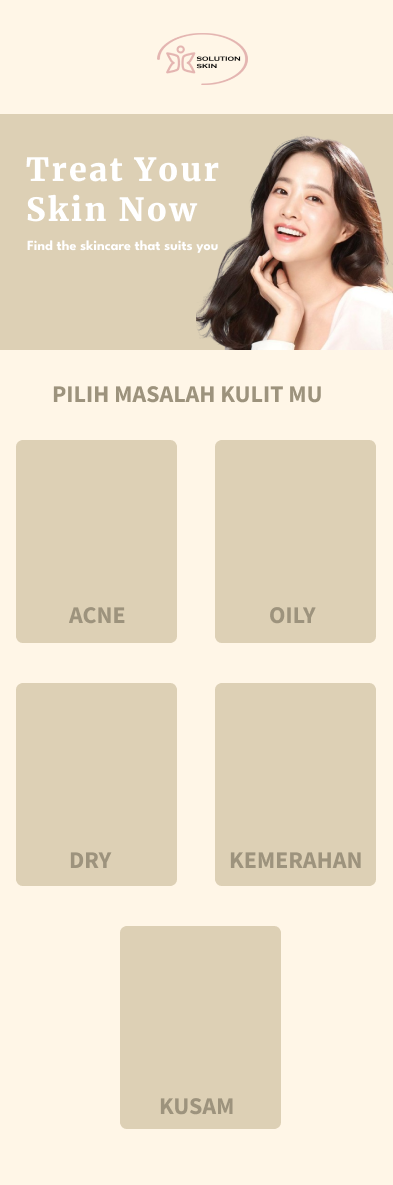 SOLUTION
SKIN
Treat Your
Skin Now
Find the skincare that suits you
PILIH MASALAH KULIT MU
ACNE
OILY
DRY
KEMERAHAN
KUSAM